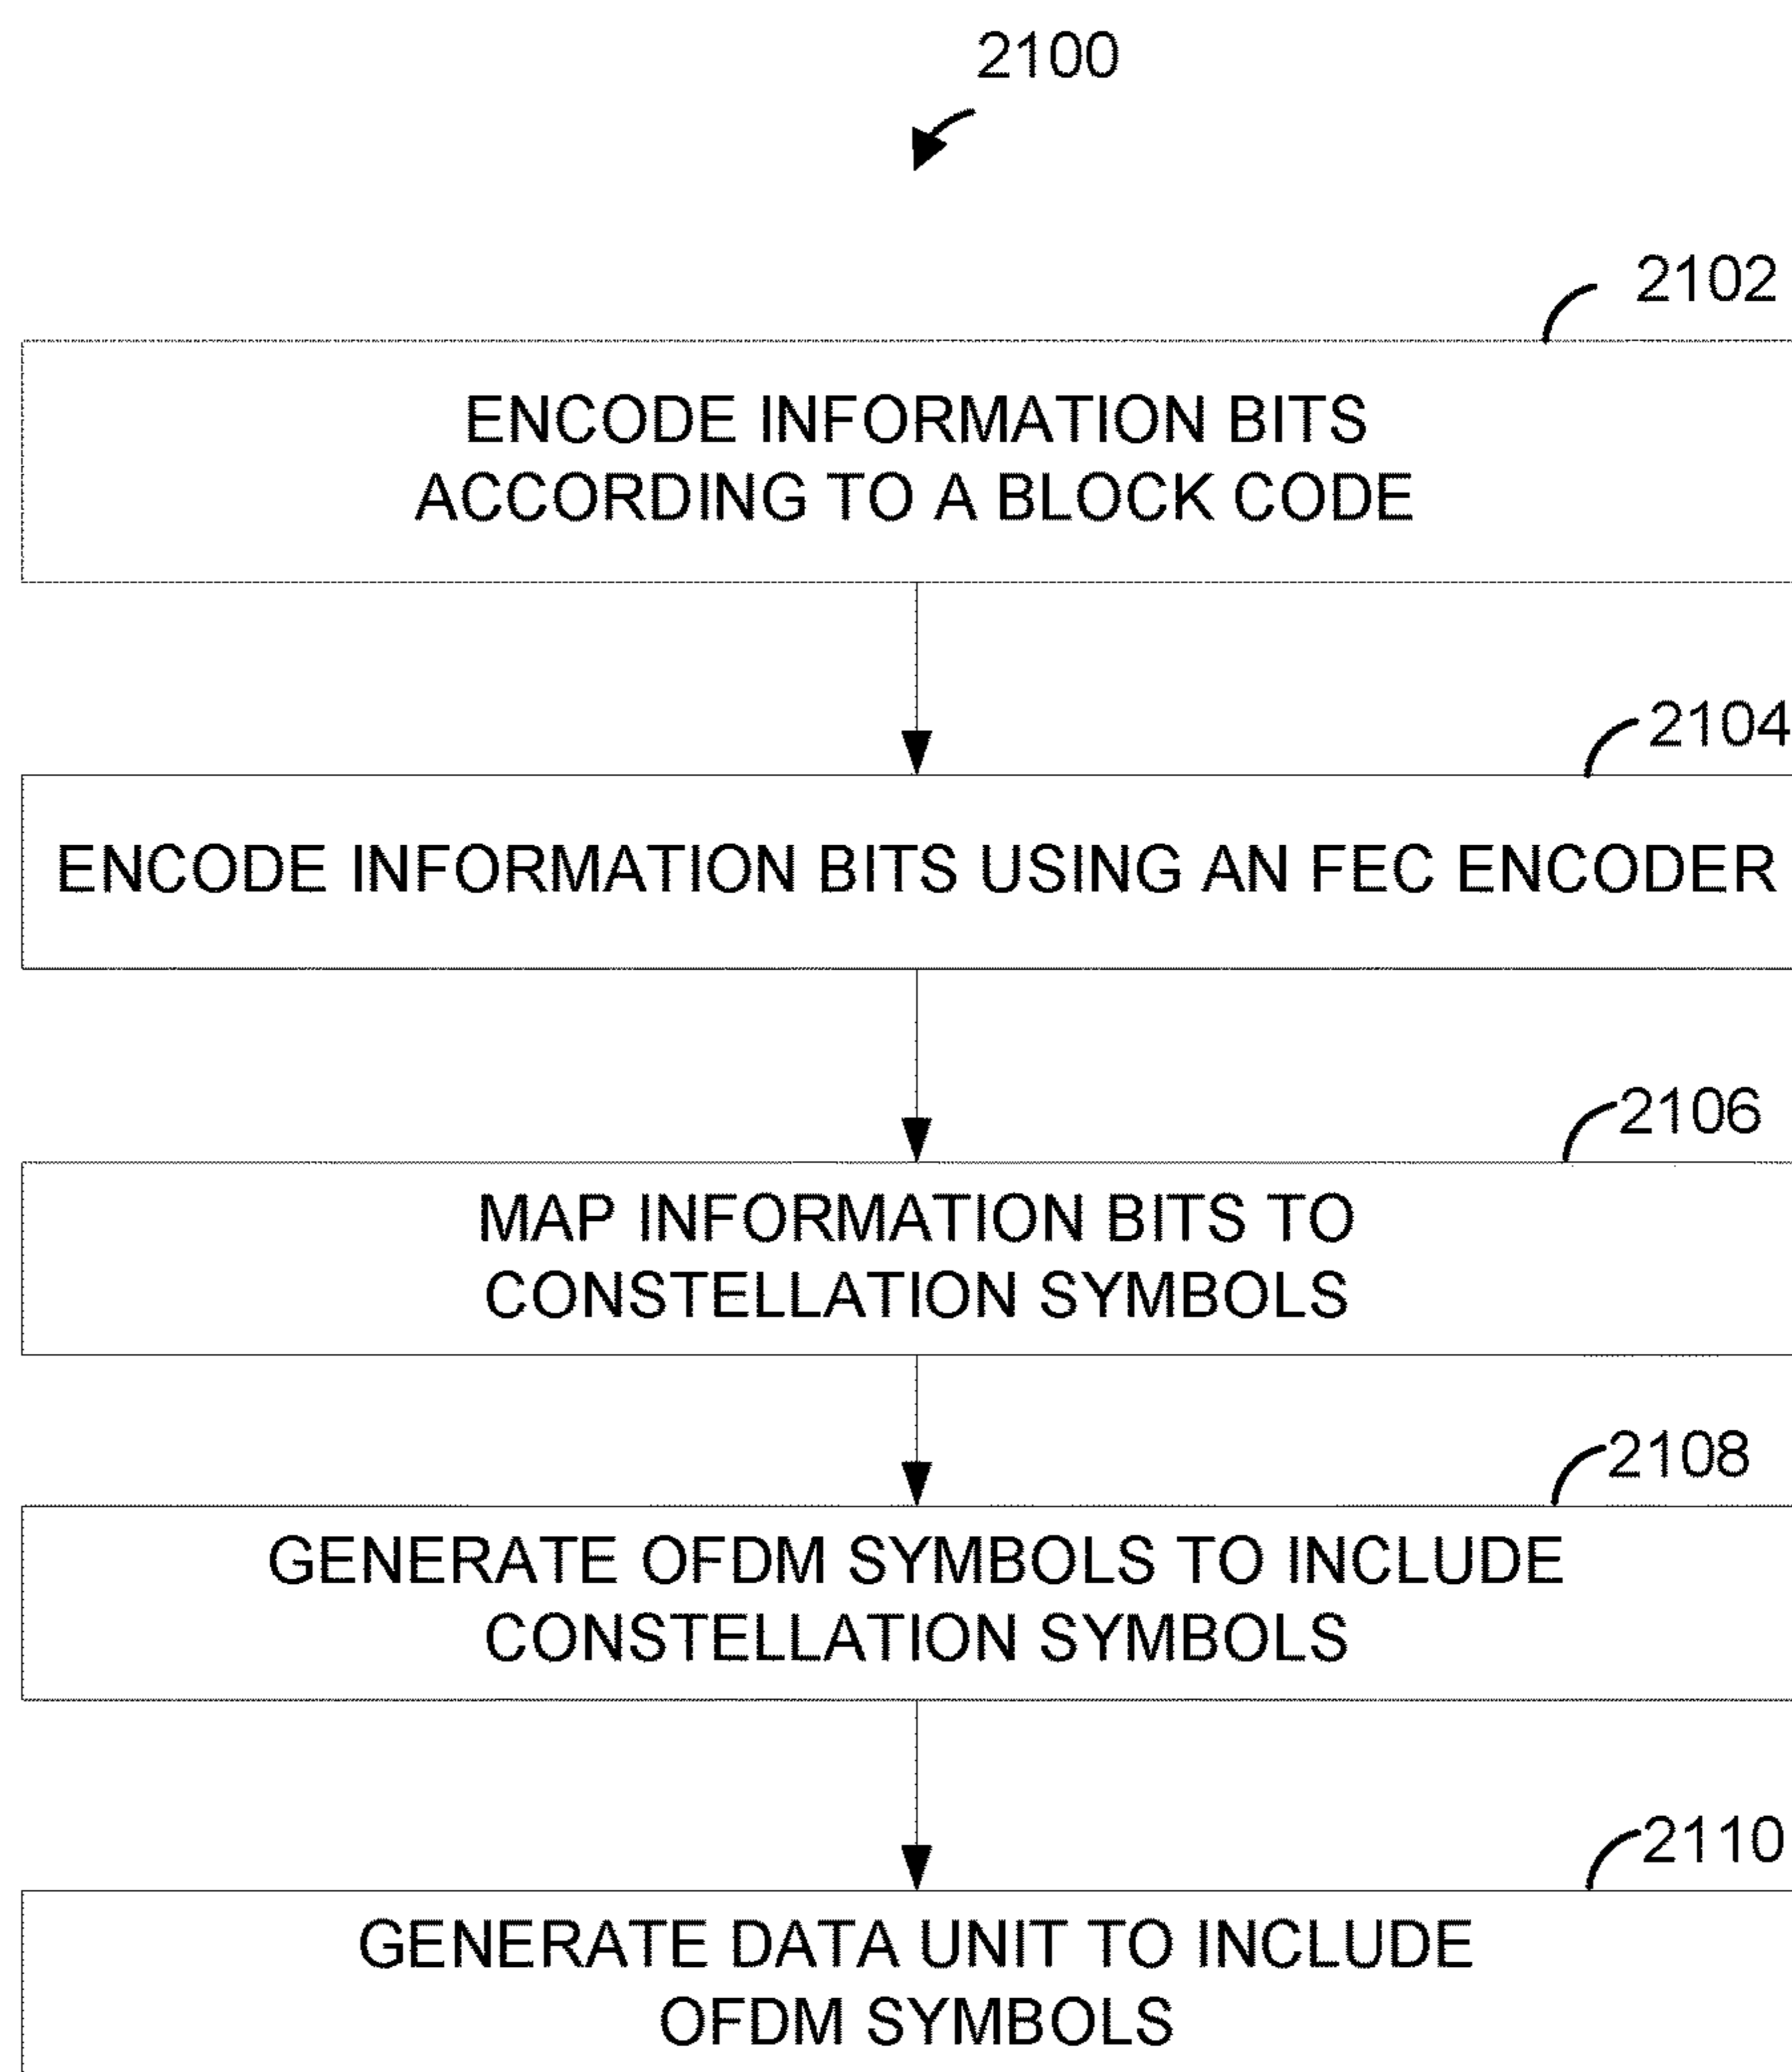 2100
2102
ENCODE INFORMATION BITS
ACCORDING TO A BLOCK CODE
2104
ENCODE INFORMATION BITS USING AN FEC ENCODER
2106
MAP INFORMATION BITS TO
CONSTELLATION SYMBOLS
2108
GENERATE OFDM SYMBOLS TO INCLUDE
CONSTELLATION SYMBOLS
2110
GENERATE DATA UNIT TO INCLUDE
OFDM SYMBOLS